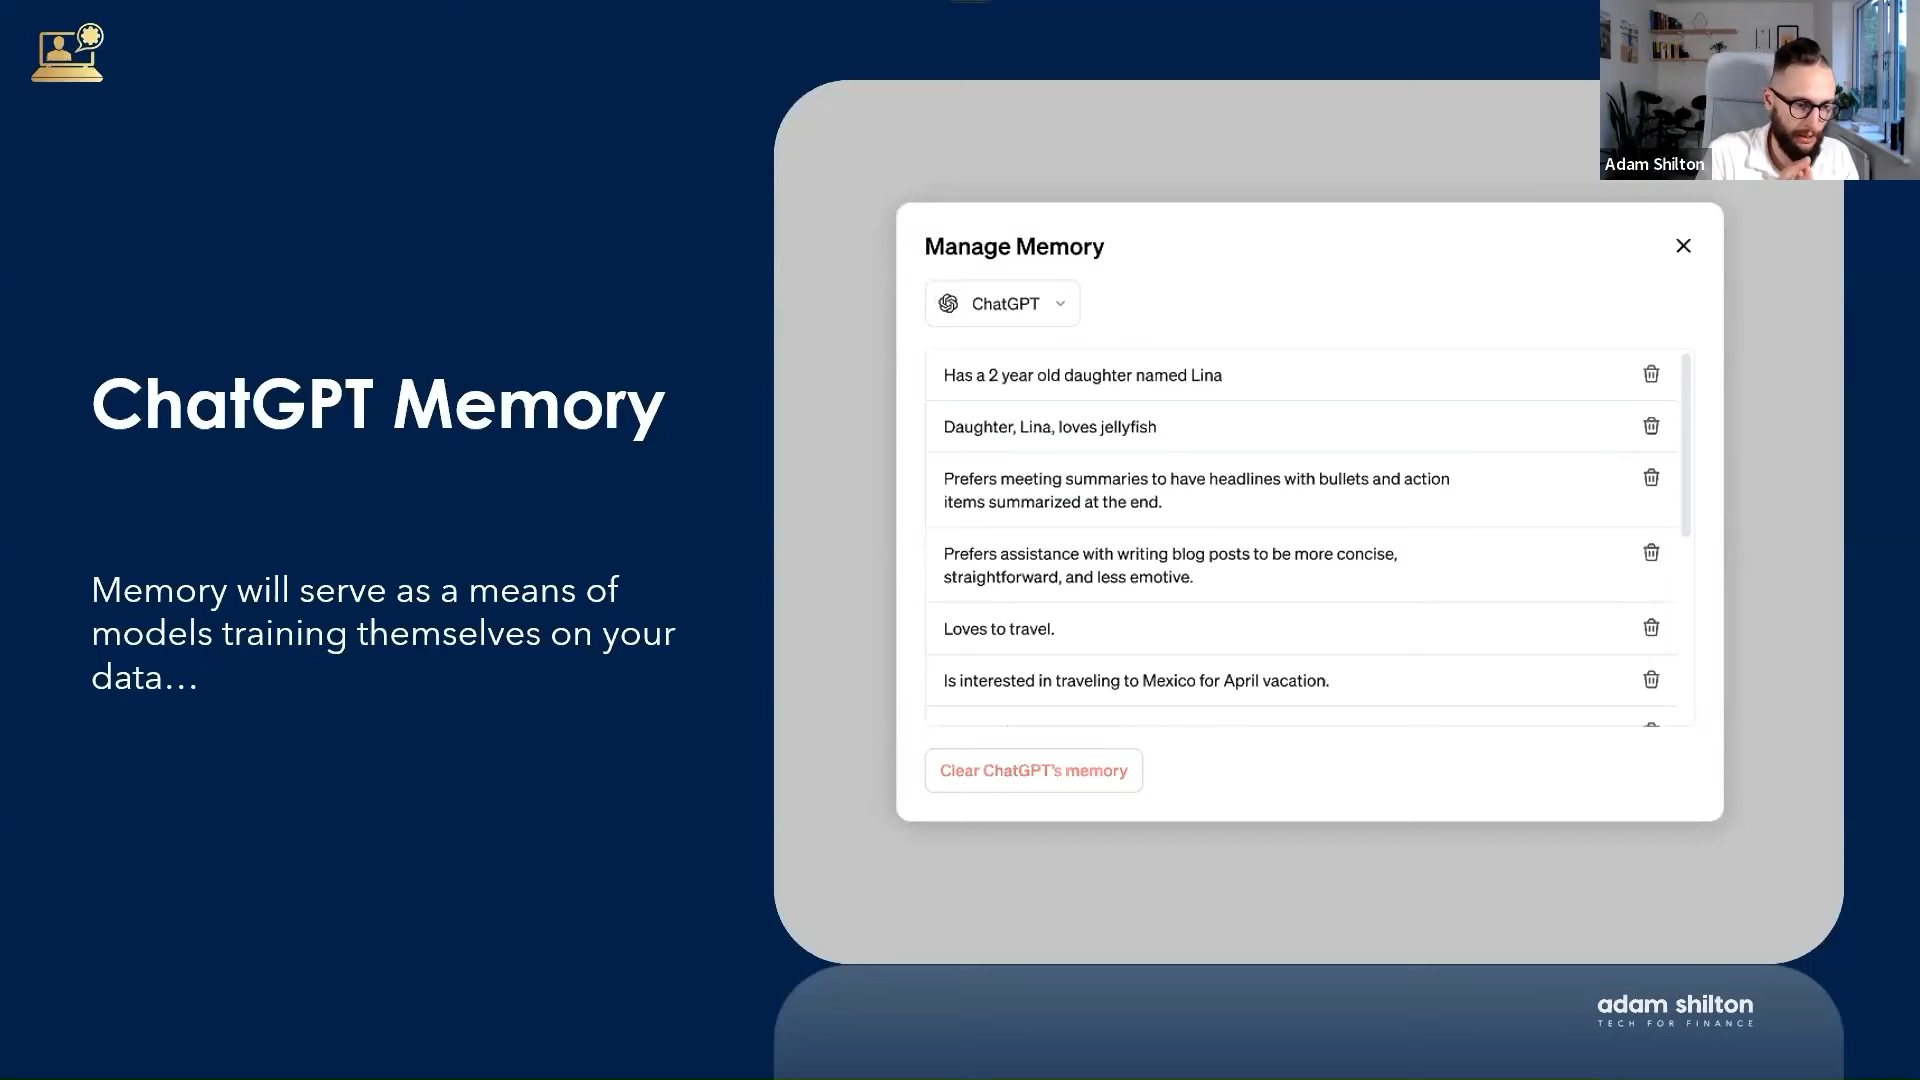 Adam Shilton
ChatGPT Memory
Memory will serve as a means of
models training themselves on your
data...
Manage Memory
ChatGPT
Has a 2 year old daughter named Lina
Daughter, Lina, loves jellyfish
Prefers meeting summaries to have headlines with bullets and action
items summarized at the end.
Prefers assistance with writing blog posts to be more concise,
straightforward, and less emotive.
Loves to travel.
Is interested in traveling to Mexico for April vacation.
Clear ChatGPT's memory
adam shilton
TECH FOR FINANCE